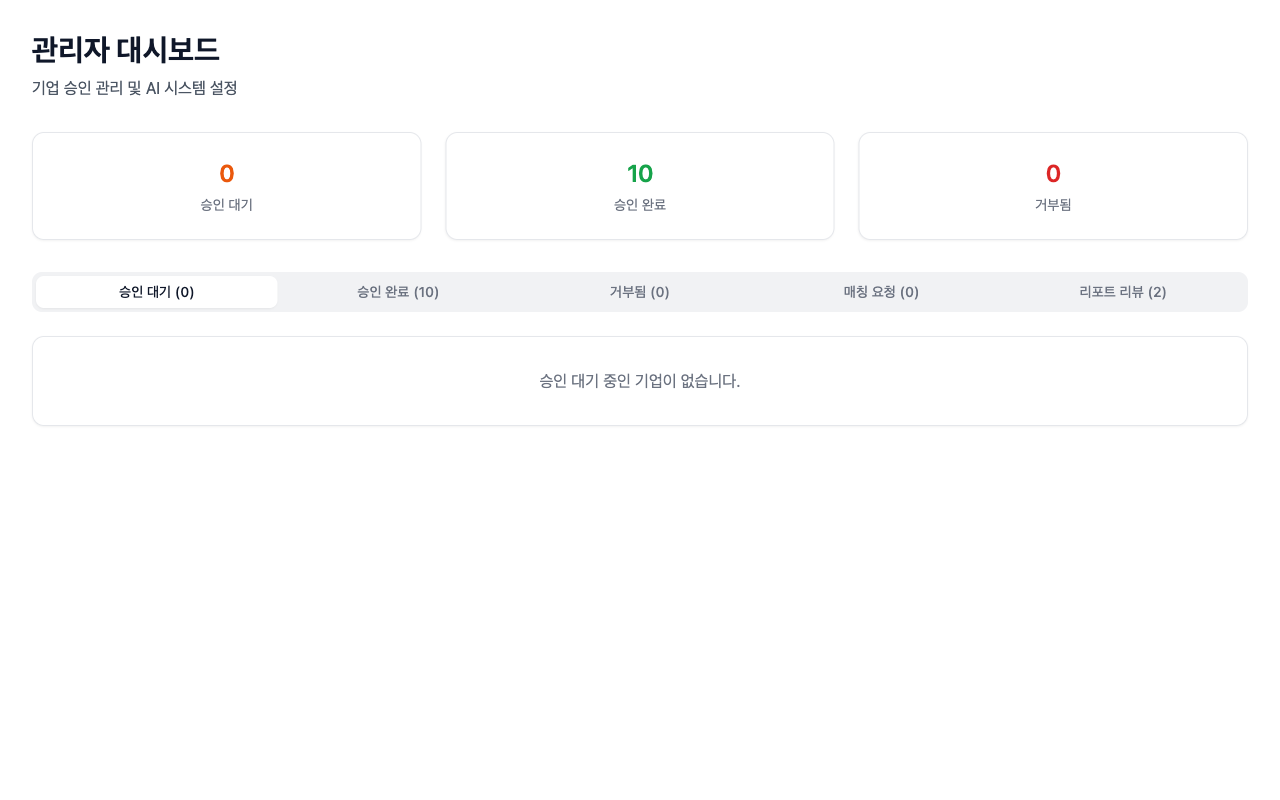 관리자 대시보드
기업 승인 관리 및 AI 시스템 설정
0
승인 대기
10
승인 완료
0
거부됨
승인 대기 (0)
승인 완료 (10)
거부됨 (0)
매칭 요청 (0)
리포트 리뷰 (2)
승인 대기 중인 기업이 없습니다.